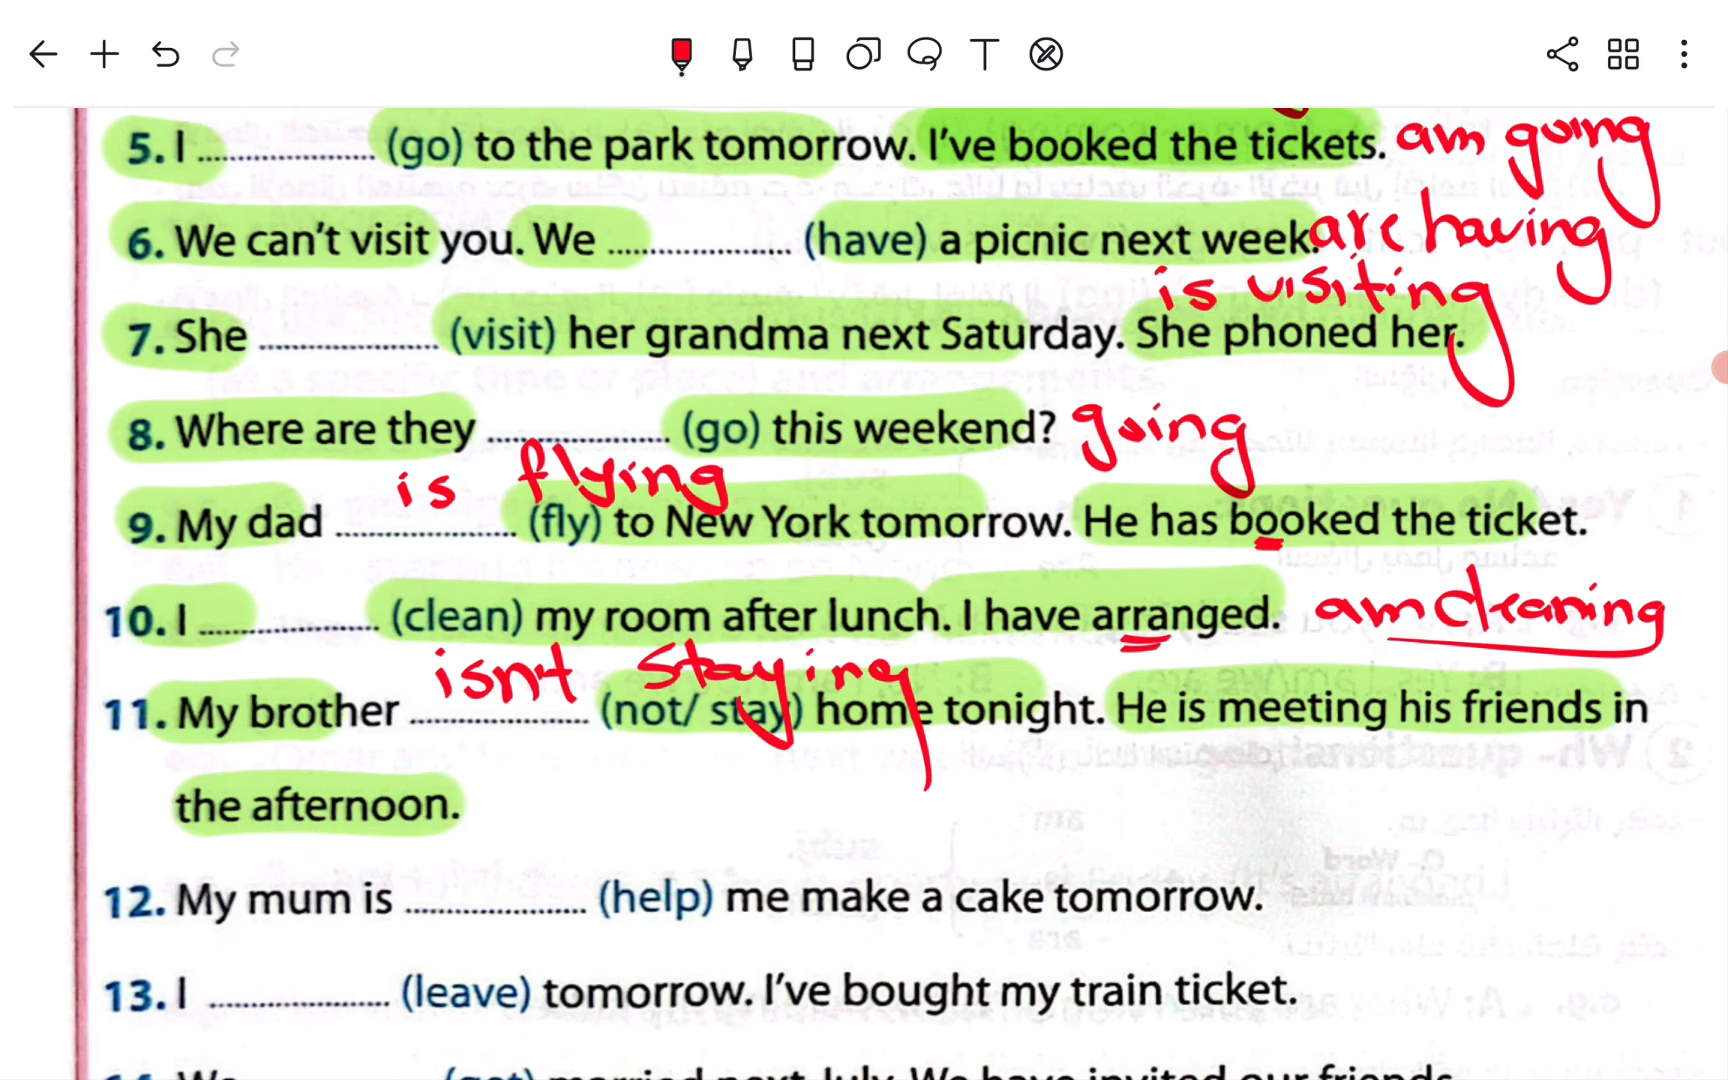 5. I .................... (go) to the park tomorrow. I've booked the tickets. am going
6. We can't visit you. We .................... (have) a picnic next week. are having
is visiting
7. She .................... (visit) her grandma next Saturday. She phoned her.
8. Where are they .................... (go) this weekend? going
is flying
9. My dad .................... (fly) to New York tomorrow. He has booked the ticket.
10. I .................... (clean) my room after lunch. I have arranged. am cleaning
isn't staying
11. My brother .................... (not/ stay) home tonight. He is meeting his friends in
the afternoon.
12. My mum is .................... (help) me make a cake tomorrow.
13. I .................... (leave) tomorrow. I've bought my train ticket.